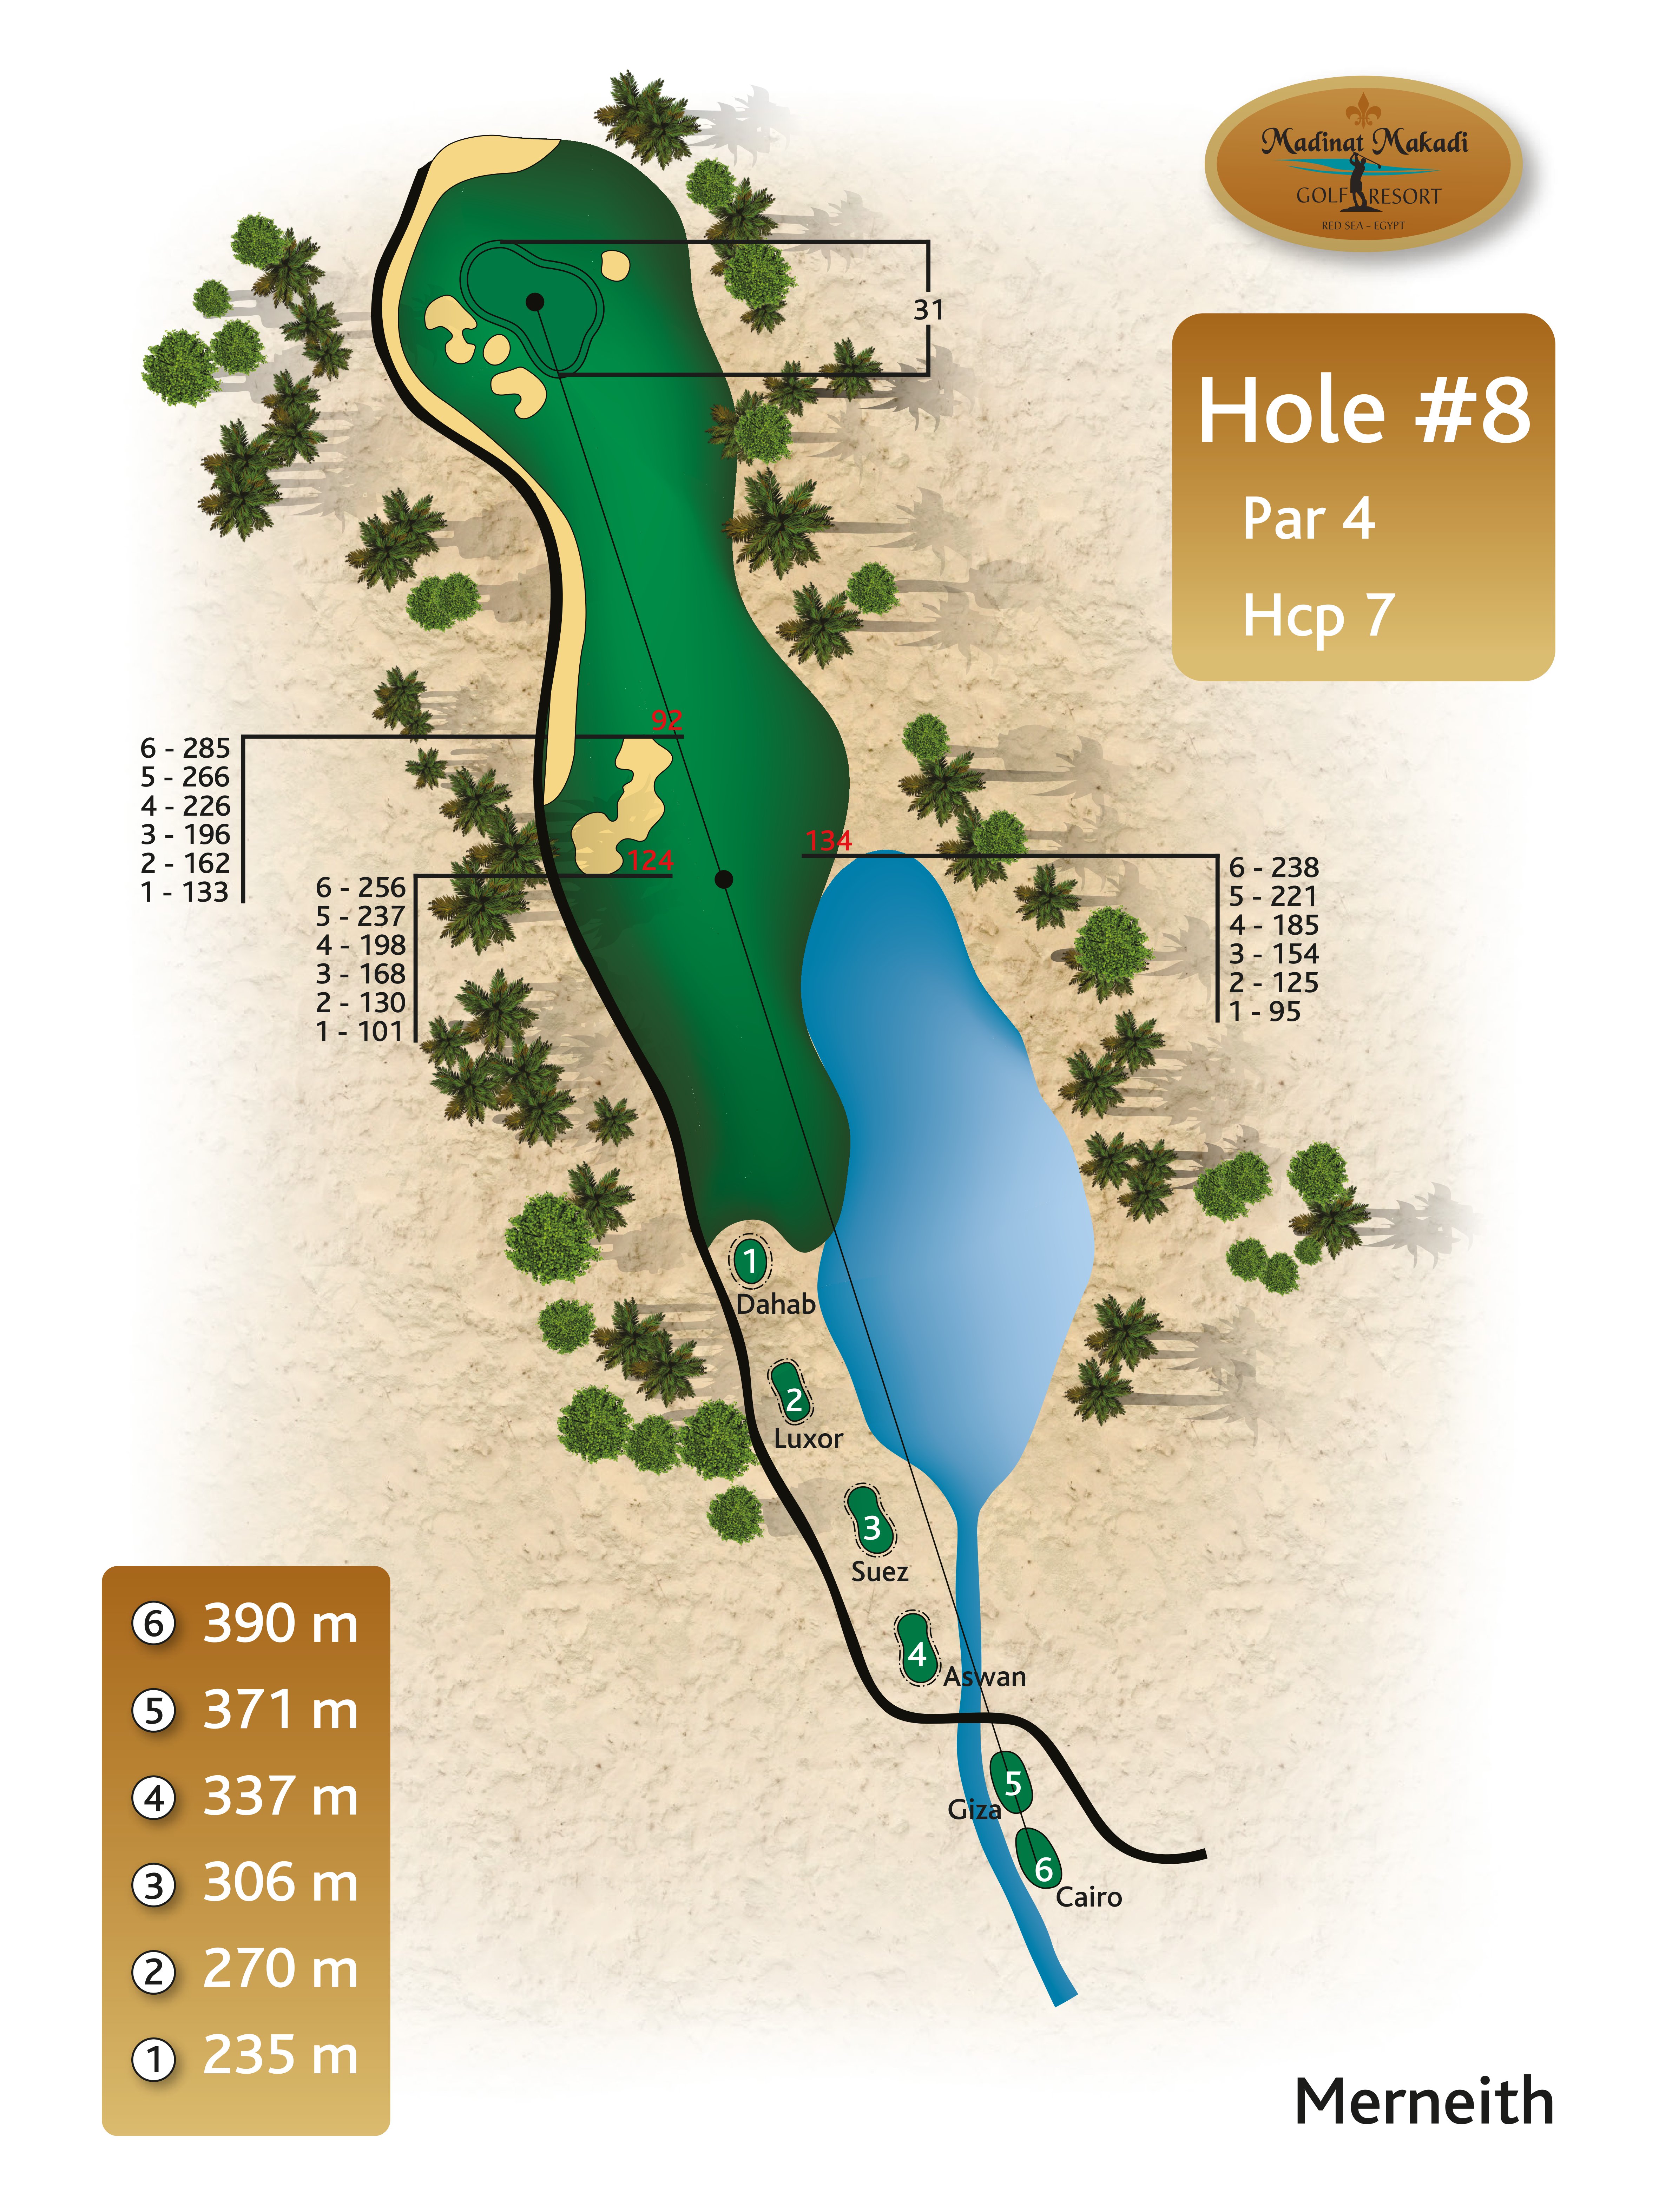 Madinat Makadi
GOLF RESORT
RED SEA - EGYPT
31
Hole #8
Par 4
Hcp 7
92
6 - 285
5 - 266
4 - 226
3 - 196
2 - 162
1 - 133
124
6 - 256
5 - 237
4 - 198
3 - 168
2 - 130
1 - 101
134
6 - 238
5 - 221
4 - 185
3 - 154
2 - 125
1 - 95
1
Dahab
2
Luxor
3
Suez
4
Aswan
5
Giza
6
Cairo
6 390 m
5 371 m
4 337 m
3 306 m
2 270 m
1 235 m
Merneith